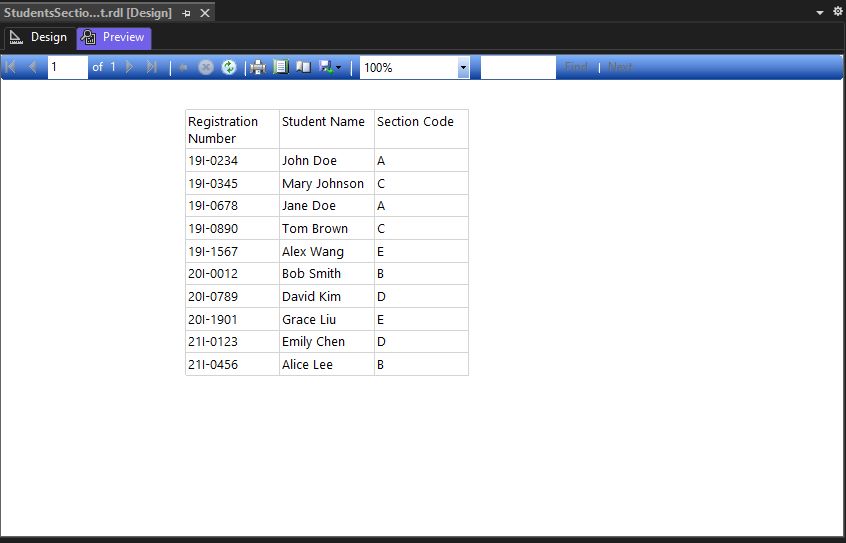 StudentsSectio...t.rdl [Design]
Design Preview
1 of 1 100% Find | Next
Registration Number Student Name Section Code
19I-0234 John Doe A
19I-0345 Mary Johnson C
19I-0678 Jane Doe A
19I-0890 Tom Brown C
19I-1567 Alex Wang E
20I-0012 Bob Smith B
20I-0789 David Kim D
20I-1901 Grace Liu E
21I-0123 Emily Chen D
21I-0456 Alice Lee B